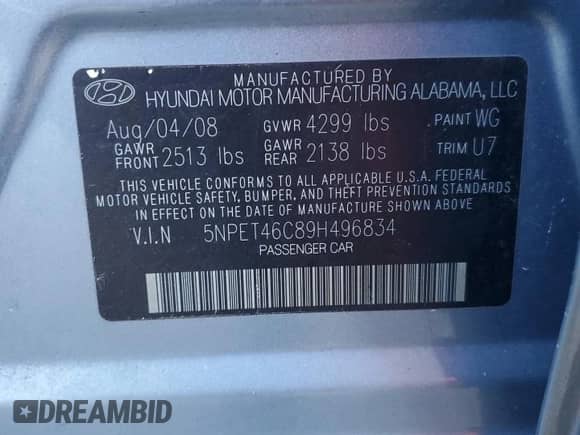 MANUFACTURED BY
HYUNDAI MOTOR MANUFACTURING ALABAMA, LLC
Aug/04/08 GVWR 4299 lbs PAINT WG
GAWR FRONT 2513 lbs GAWR REAR 2138 lbs TRIM U7
THIS VEHICLE CONFORMS TO ALL APPLICABLE U.S.A. FEDERAL
MOTOR VEHICLE SAFETY, BUMPER, AND THEFT PREVENTION STANDARDS
IN EFFECT ON THE DATE OF MANUFACTURE SHOWN ABOVE.
V.I.N 5NPET46C89H496834
PASSENGER CAR
DREAMBID